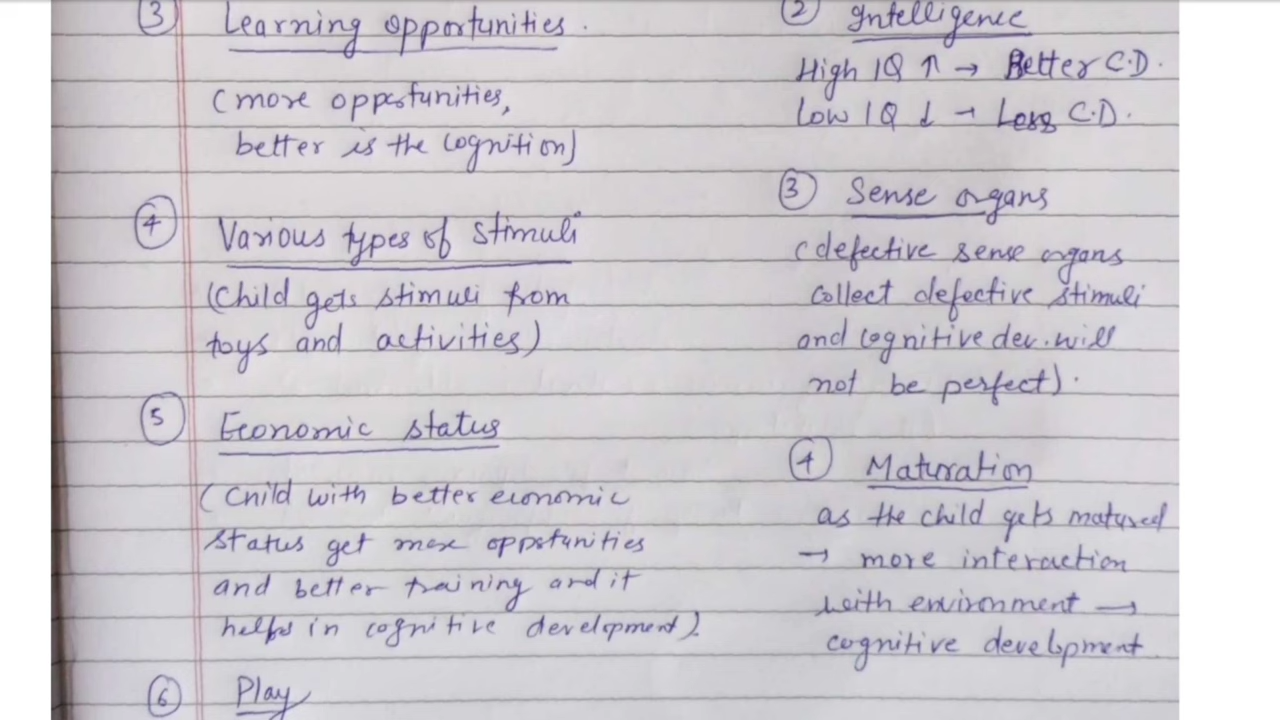 ③ Learning opportunities.
(more opportunities,
better is the cognition)
④ Various types of stimuli
(Child gets stimuli from
toys and activities)
⑤ Economic status
(Child with better economic
status get more opportunities
and better training and it
helps in cognitive development).
⑥ Play
② Intelligence
High IQ ↑ → Better C.D.
Low IQ ↓ → Less C.D.
③ Sense organs
(defective sense organs
collect defective stimuli
and cognitive dev. will
not be perfect).
④ Maturation
as the child gets matured
→ more interaction
with environment →
cognitive development